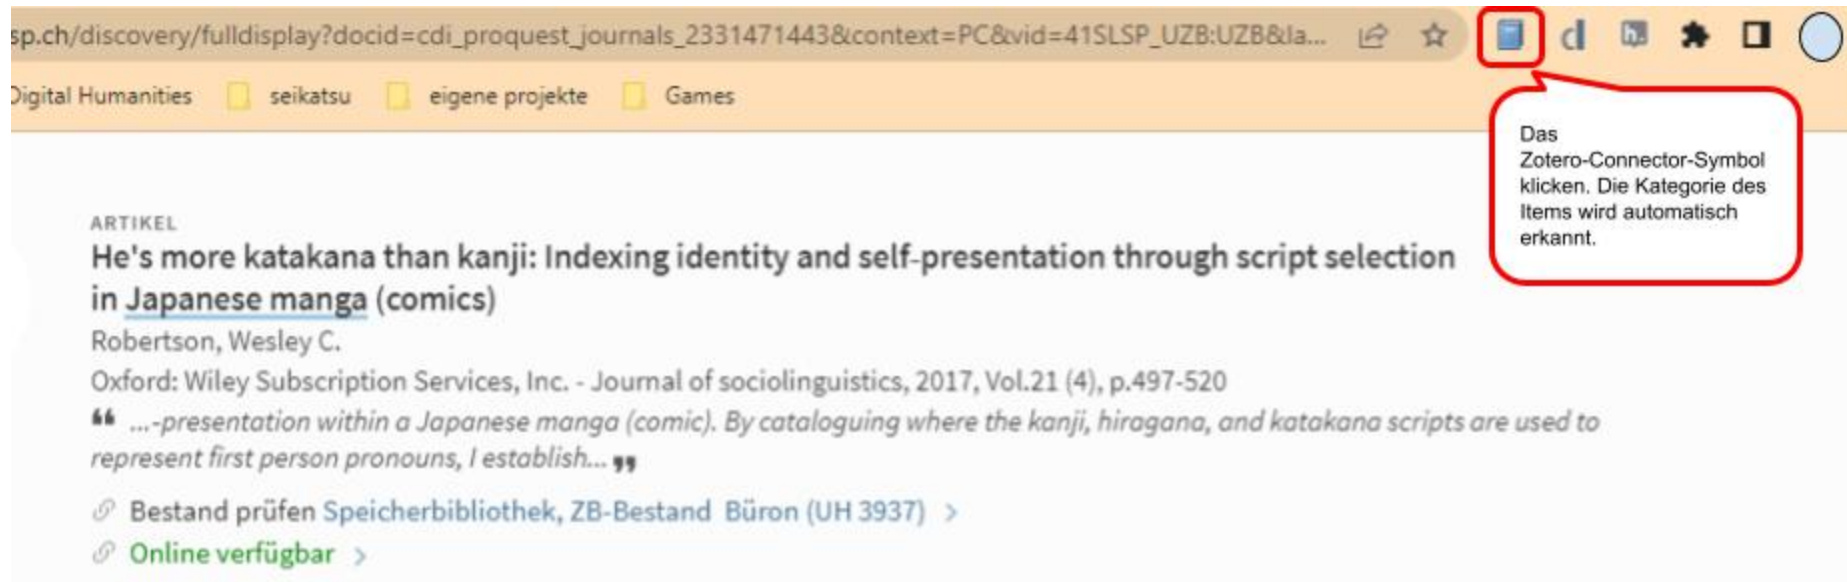 sp.ch/discovery/fulldisplay?docid=cdi_proquest_journals_2331471443&context=PC&vid=41SLSP_UZB:UZB&la...
Digital Humanities seikatsu eigene projekte Games
Das
Zotero-Connector-Symbol
klicken. Die Kategorie des
Items wird automatisch
erkannt.
ARTIKEL
He's more katakana than kanji: Indexing identity and self-presentation through script selection
in Japanese manga (comics)
Robertson, Wesley C.
Oxford: Wiley Subscription Services, Inc. - Journal of sociolinguistics, 2017, Vol.21 (4), p.497-520
“ ...-presentation within a Japanese manga (comic). By cataloguing where the kanji, hiragana, and katakana scripts are used to
represent first person pronouns, I establish... ”
Bestand prüfen Speicherbibliothek, ZB-Bestand Büron (UH 3937) >
Online verfügbar >